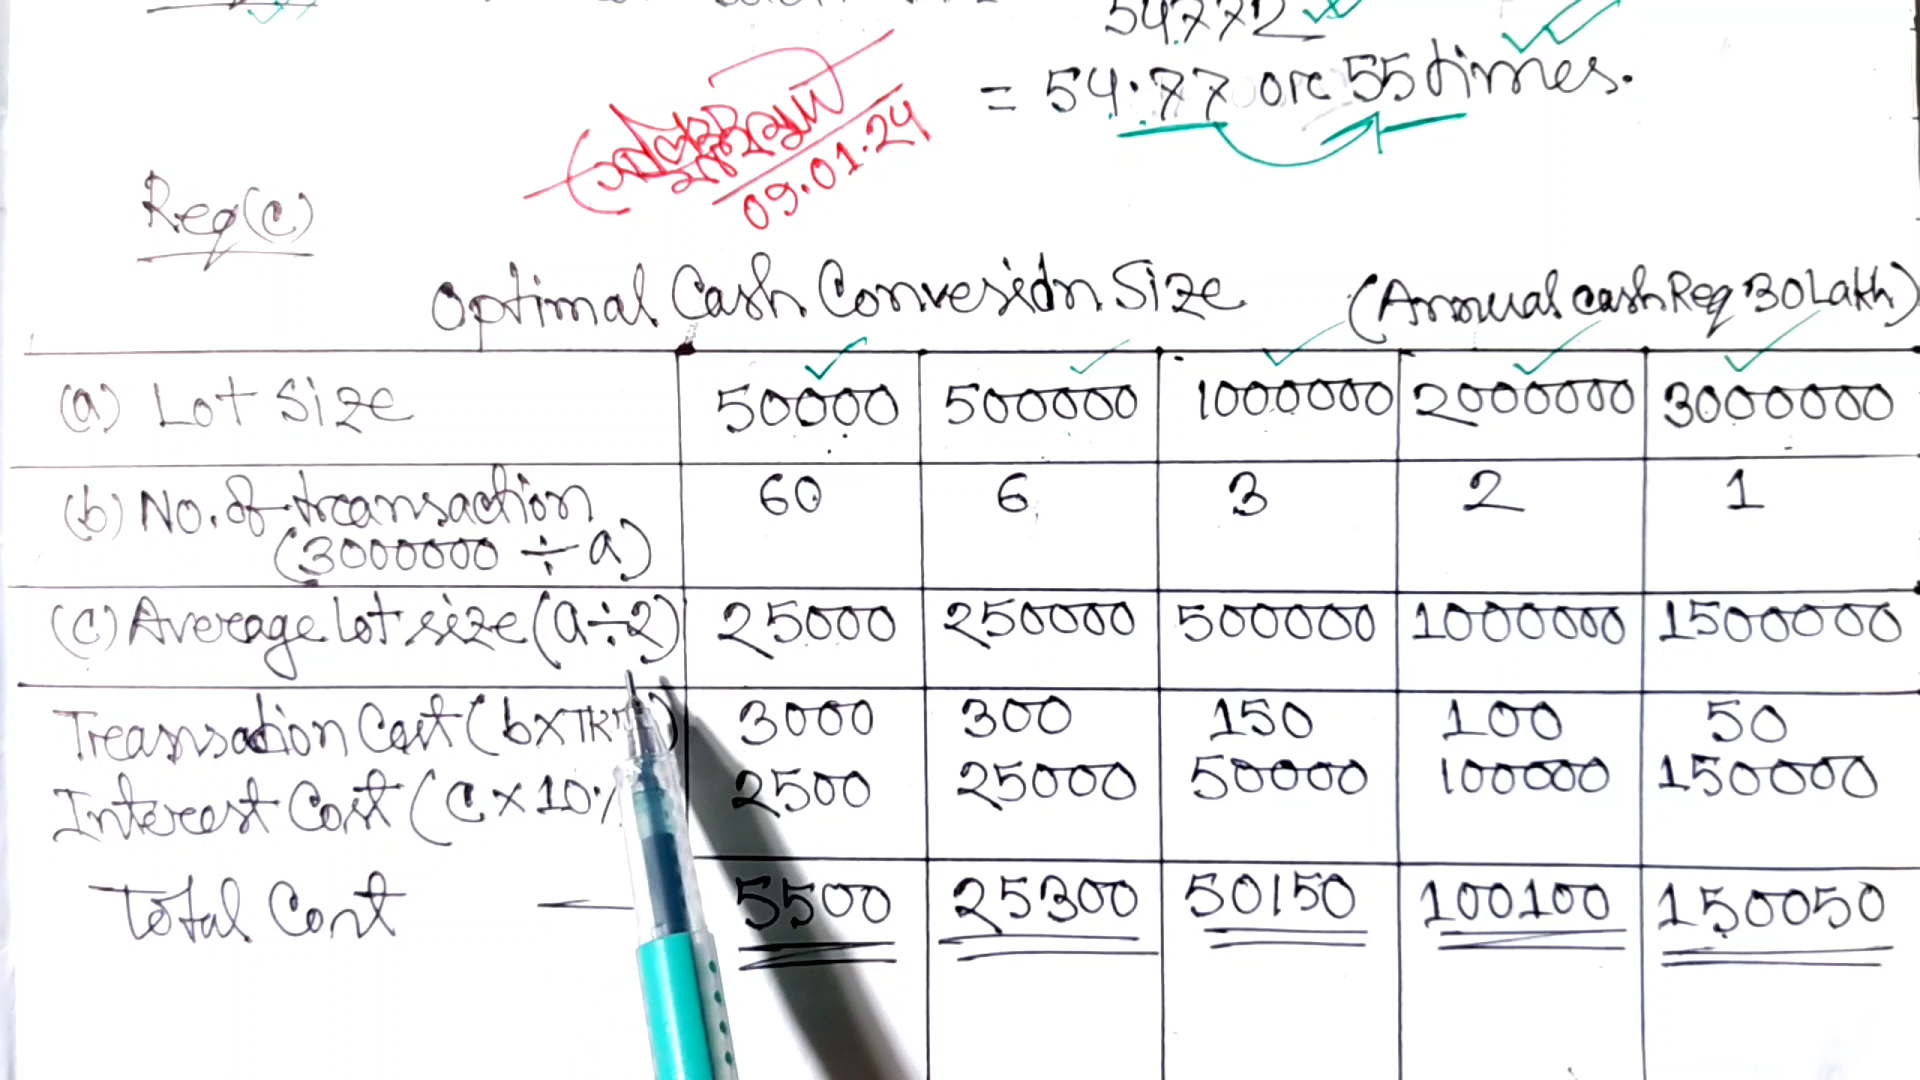 54772
= 54.77 or 55 times.
09.01.24
Req(c)
Optimal Cash Conversion Size (Annual cash Req 30 Lakh)
(a) Lot Size 50000 500000 1000000 2000000 3000000
(b) No. of transaction 60 6 3 2 1
(3000000 ÷ a)
(c) Average lot size (a÷2) 25000 250000 500000 1000000 1500000
Transaction Cost (b×TK ) 3000 300 150 100 50
Interest Cost (c×10% 2500 25000 50000 100000 150000
Total Cost — 5500 25300 50150 100100 150050